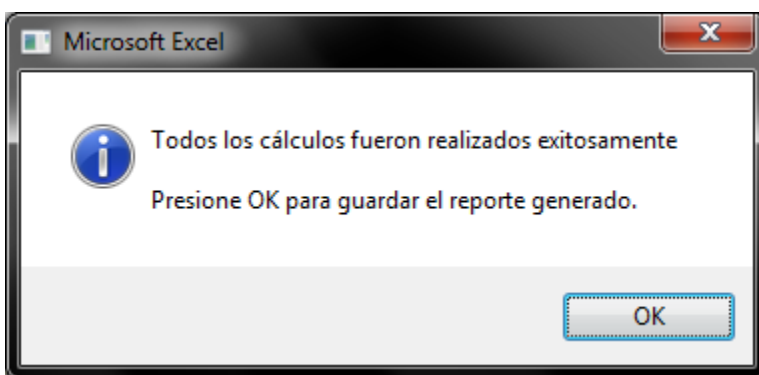 Microsoft Excel
Todos los cálculos fueron realizados exitosamente
Presione OK para guardar el reporte generado.
OK